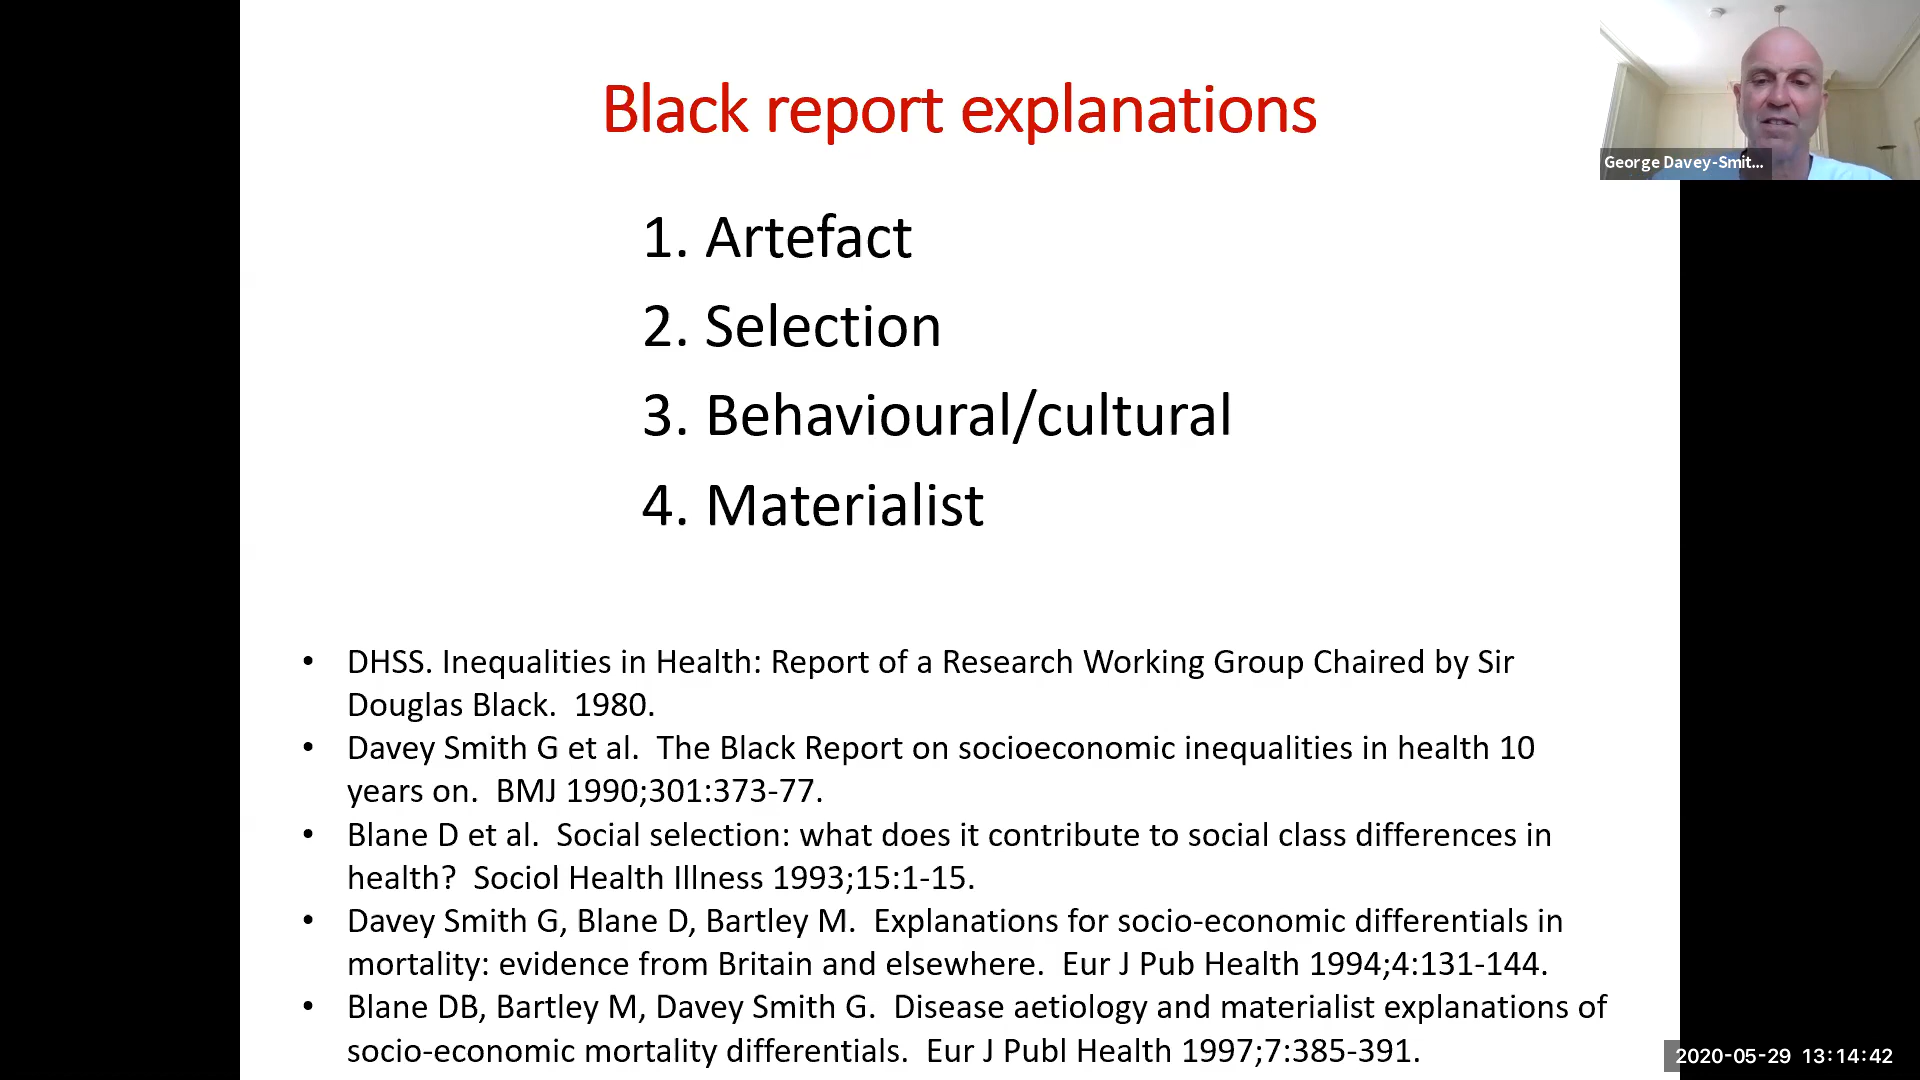 Black report explanations
George Davey-Smit...
1. Artefact
2. Selection
3. Behavioural/cultural
4. Materialist
• DHSS. Inequalities in Health: Report of a Research Working Group Chaired by Sir
Douglas Black.  1980.
• Davey Smith G et al.  The Black Report on socioeconomic inequalities in health 10
years on.  BMJ 1990;301:373-77.
• Blane D et al.  Social selection: what does it contribute to social class differences in
health?  Sociol Health Illness 1993;15:1-15.
• Davey Smith G, Blane D, Bartley M.  Explanations for socio-economic differentials in
mortality: evidence from Britain and elsewhere.  Eur J Pub Health 1994;4:131-144.
• Blane DB, Bartley M, Davey Smith G.  Disease aetiology and materialist explanations of
socio-economic mortality differentials.  Eur J Publ Health 1997;7:385-391.
2020-05-29 13:14:42